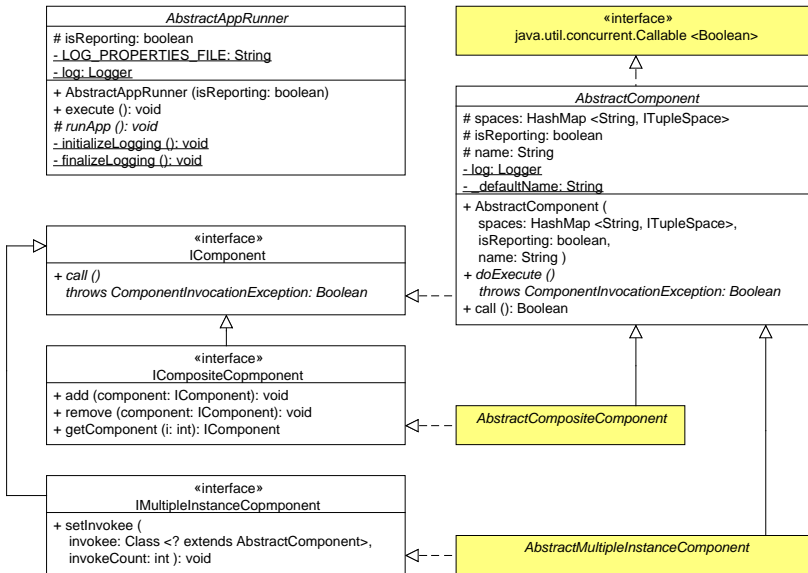 AbstractAppRunner
# isReporting: boolean
- LOG_PROPERTIES_FILE: String
- log: Logger
+ AbstractAppRunner (isReporting: boolean)
+ execute (): void
# runApp (): void
- initializeLogging (): void
- finalizeLogging (): void
«interface»
java.util.concurrent.Callable <Boolean>
AbstractComponent
# spaces: HashMap <String, ITupleSpace>
# isReporting: boolean
# name: String
- log: Logger
- _defaultName: String
+ AbstractComponent (
spaces: HashMap <String, ITupleSpace>,
isReporting: boolean,
name: String )
+ doExecute ()
throws ComponentInvocationException: Boolean
+ call (): Boolean
«interface»
IComponent
+ call ()
throws ComponentInvocationException: Boolean
«interface»
ICompositeCopmponent
+ add (component: IComponent): void
+ remove (component: IComponent): void
+ getComponent (i: int): IComponent
AbstractCompositeComponent
«interface»
IMultipleInstanceCopmponent
+ setInvokee (
invokee: Class <? extends AbstractComponent>,
invokeCount: int ): void
AbstractMultipleInstanceComponent